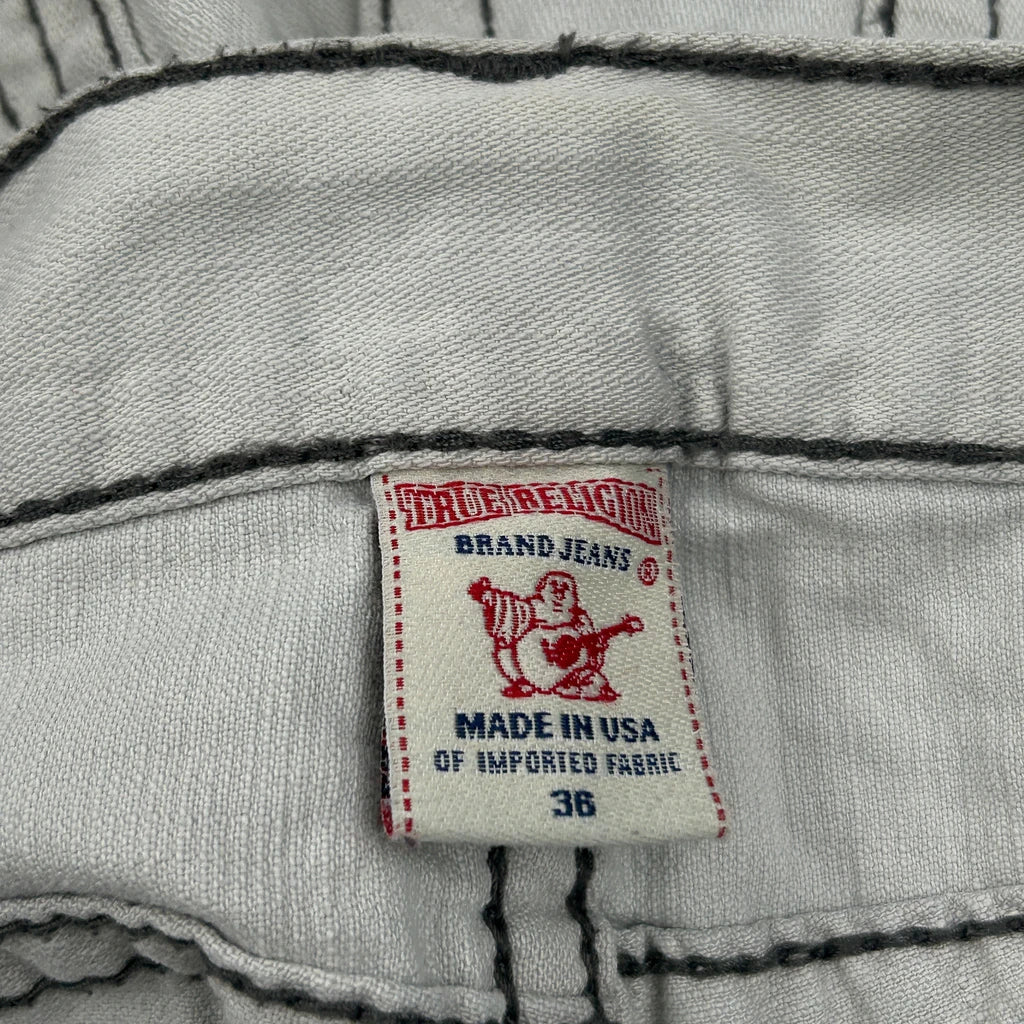 TRUE RELIGION
BRAND JEANS ®
MADE IN USA
OF IMPORTED FABRIC
36